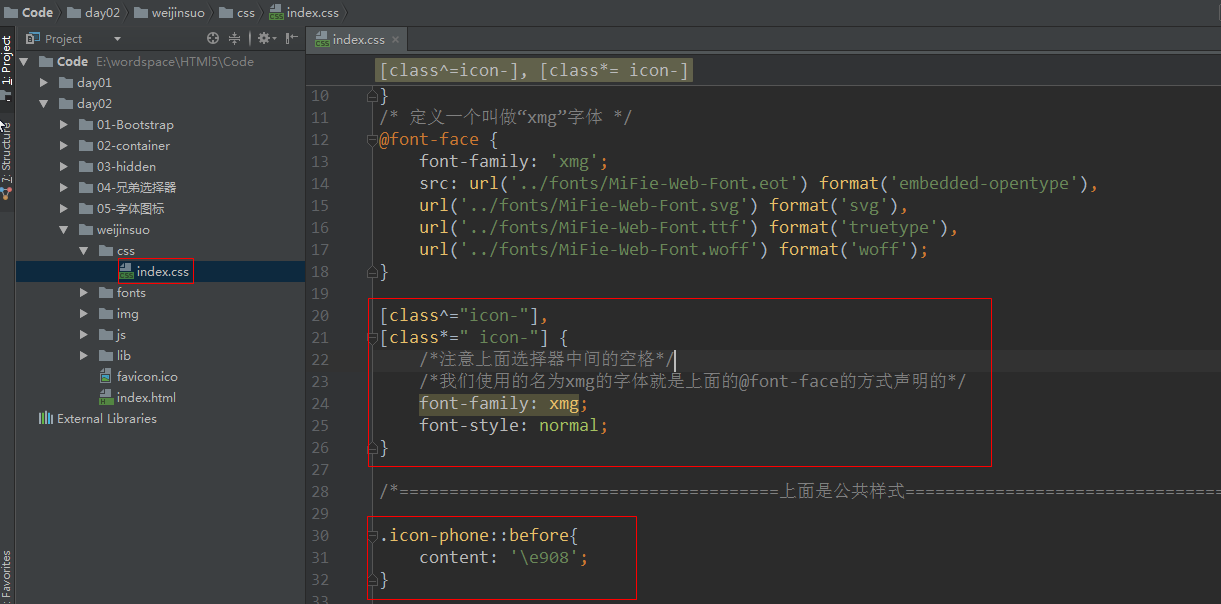 Code day02 weijinsuo css index.css
Project
index.css
1: Project
7: Structure
Favorites
Code E:\wordspace\HTMl5\Code
day01
day02
01-Bootstrap
02-container
03-hidden
04-兄弟选择器
05-字体图标
weijinsuo
css
index.css
fonts
img
js
lib
favicon.ico
index.html
External Libraries
[class^=icon-], [class*= icon-]
10 }
11 /* 定义一个叫做“xmg”字体 */
12 @font-face {
13 font-family: 'xmg';
14 src: url('../fonts/MiFie-Web-Font.eot') format('embedded-opentype'),
15 url('../fonts/MiFie-Web-Font.svg') format('svg'),
16 url('../fonts/MiFie-Web-Font.ttf') format('truetype'),
17 url('../fonts/MiFie-Web-Font.woff') format('woff');
18 }
19
20 [class^="icon-"],
21 [class*=" icon-"] {
22 /*注意上面选择器中间的空格*/
23 /*我们使用的名为xmg的字体就是上面的@font-face的方式声明的*/
24 font-family: xmg;
25 font-style: normal;
26 }
27
28 /*======================================上面是公共样式================================
29
30 .icon-phone::before{
31 content: '\e908';
32 }
33